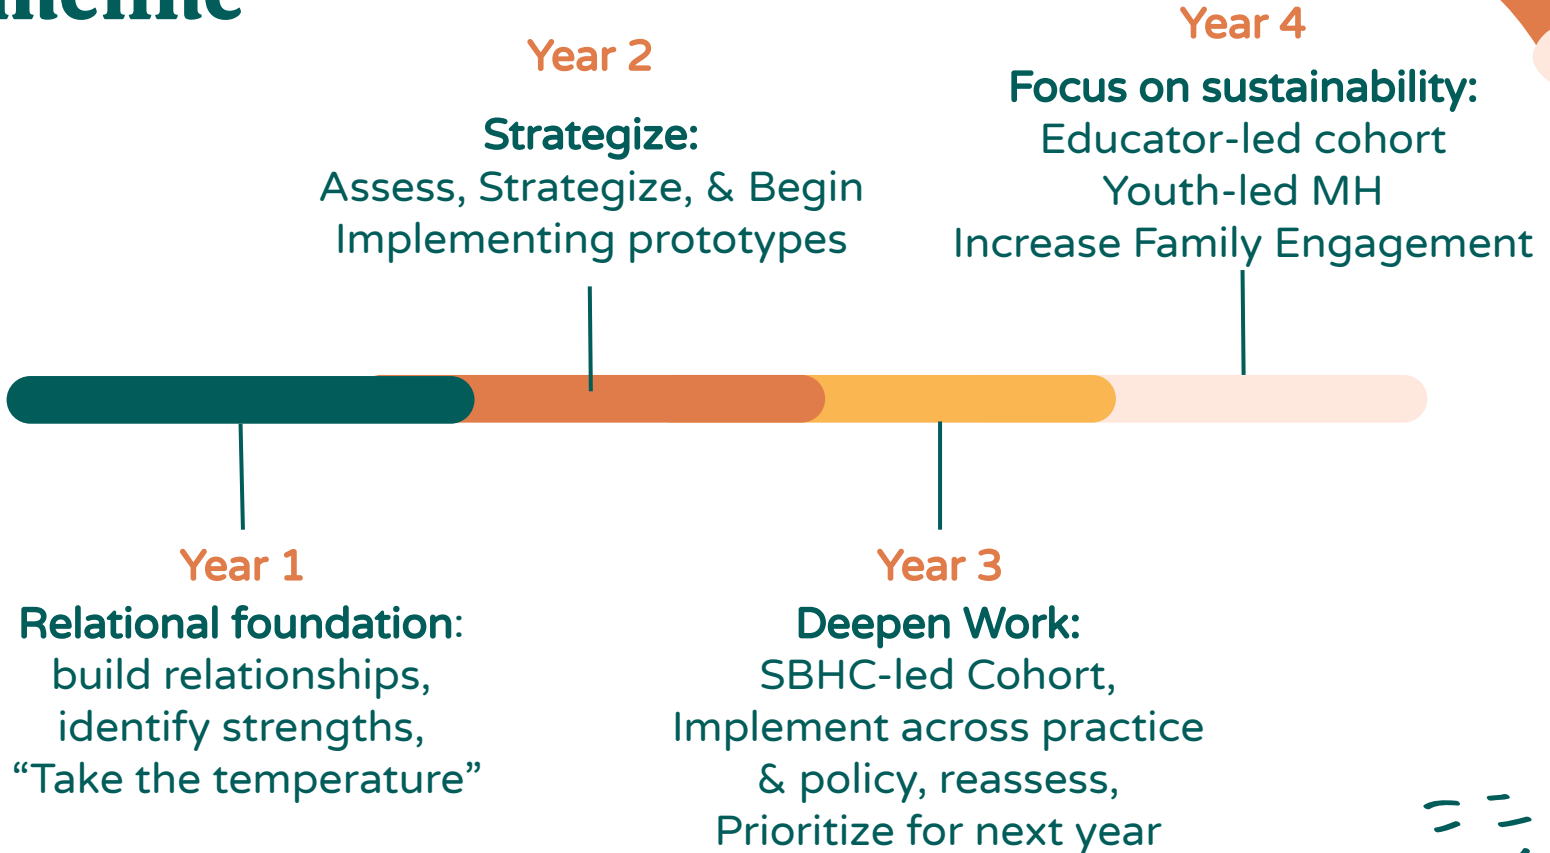 Year 1
Relational foundation:
build relationships,
identify strengths,
“Take the temperature”
Year 2
Strategize:
Assess, Strategize, & Begin
Implementing prototypes
Year 3
Deepen Work:
SBHC-led Cohort,
Implement across practice
& policy, reassess,
Prioritize for next year
Year 4
Focus on sustainability:
Educator-led cohort
Youth-led MH
Increase Family Engagement